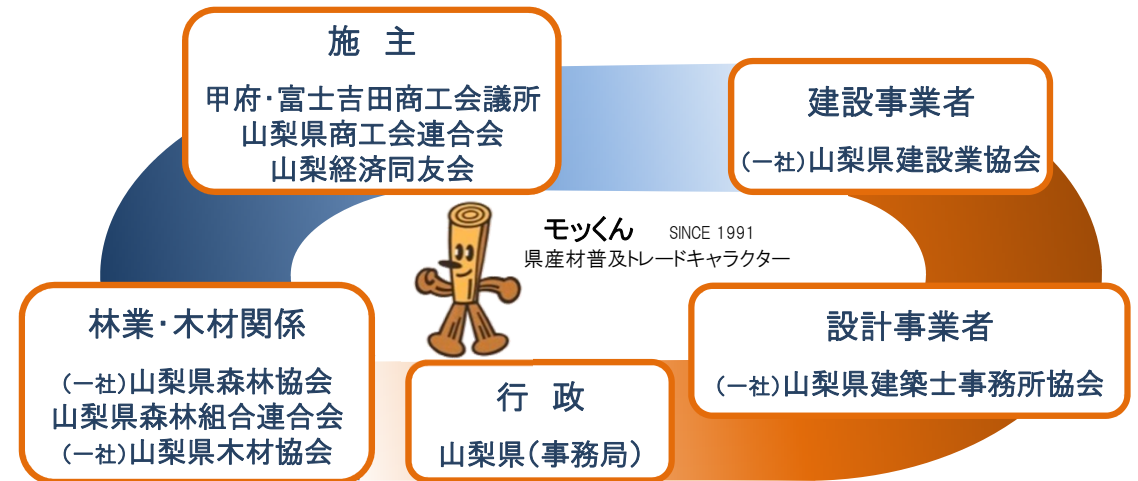 施　主
甲府・富士吉田商工会議所
山梨県商工会連合会
山梨経済同友会
建設事業者
（一社）山梨県建設業協会
モッくん　SINCE 1991
県産材普及トレードキャラクター
林業・木材関係
（一社）山梨県森林協会
山梨県森林組合連合会
（一社）山梨県木材協会
行　政
山梨県（事務局）
設計事業者
（一社）山梨県建築士事務所協会